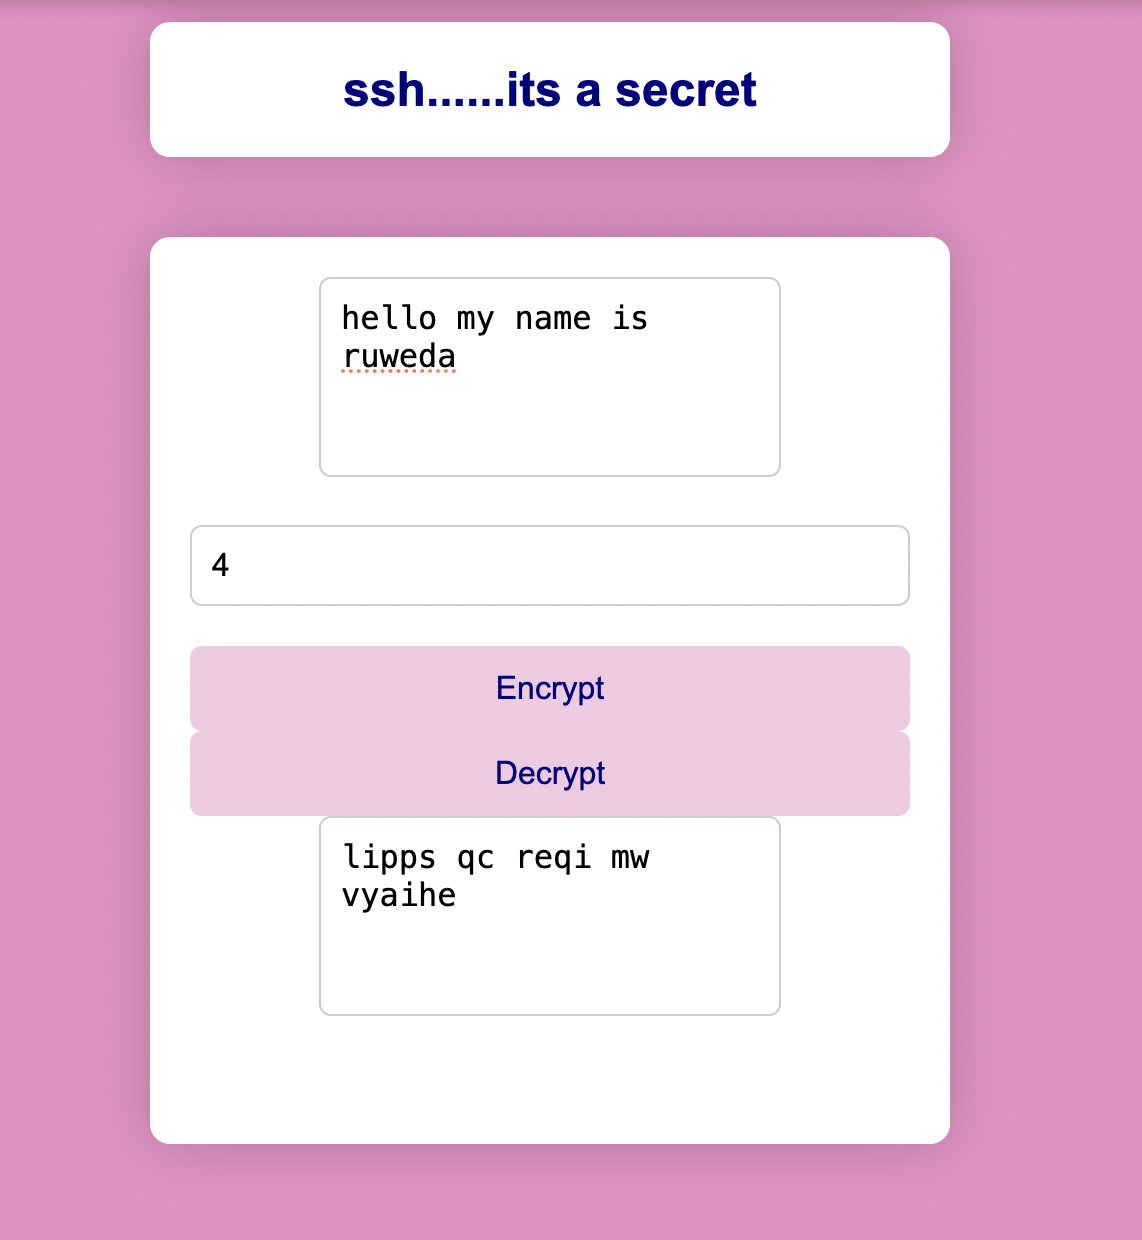 ssh......its a secret
hello my name is
ruweda
4
Encrypt
Decrypt
lipps qc reqi mw
vyaihe